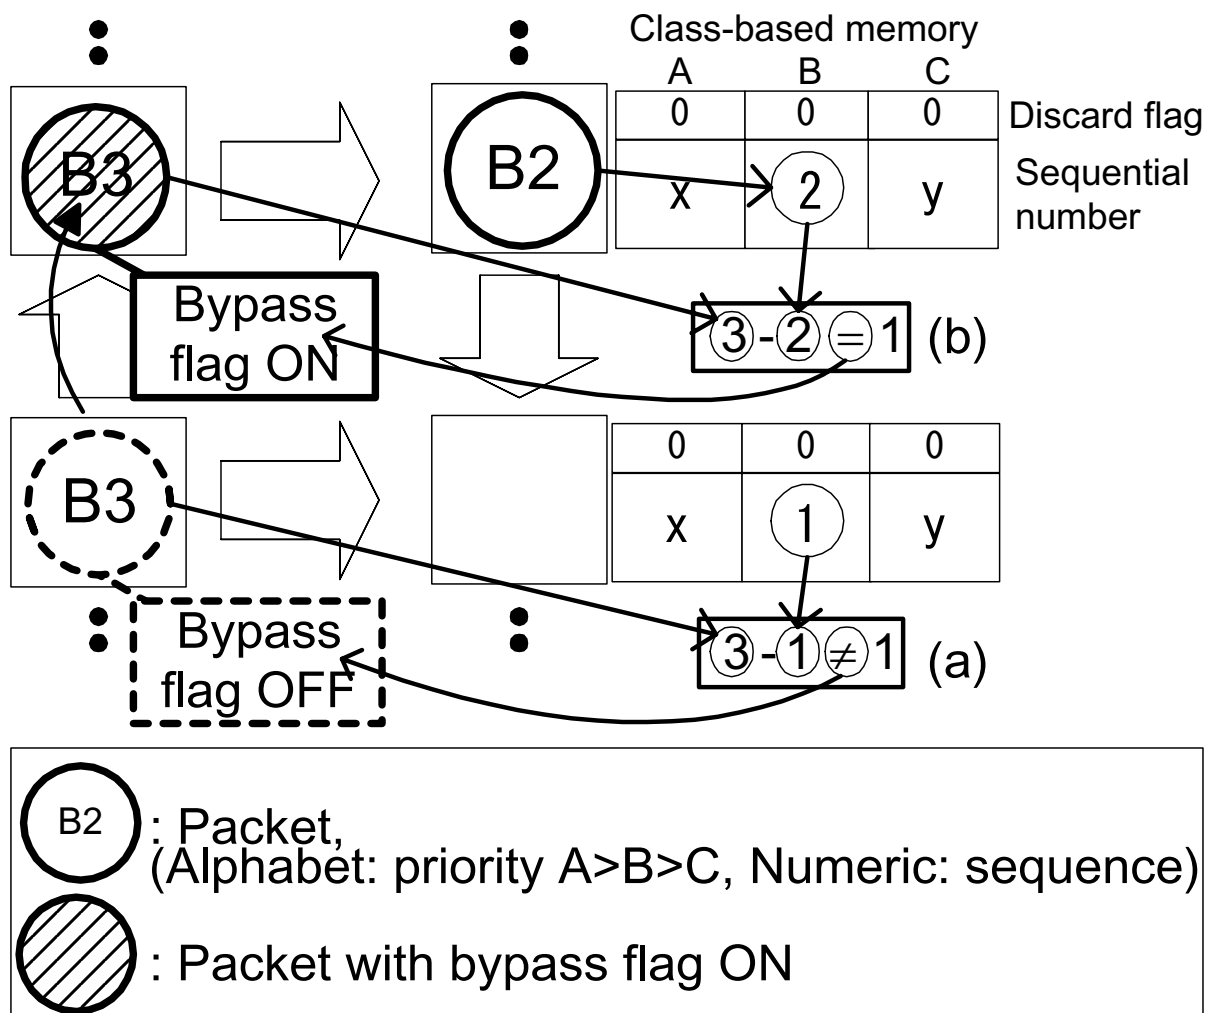 Class-based memory
A B C
B3 B2 0 0 0 Discard flag
x 2 y Sequential
number
Bypass
flag ON
3 - 2 = 1 (b)
B3 0 0 0
x 1 y
Bypass
flag OFF
3 - 1 ≠ 1 (a)
B2 : Packet,
(Alphabet: priority A>B>C, Numeric: sequence)
: Packet with bypass flag ON